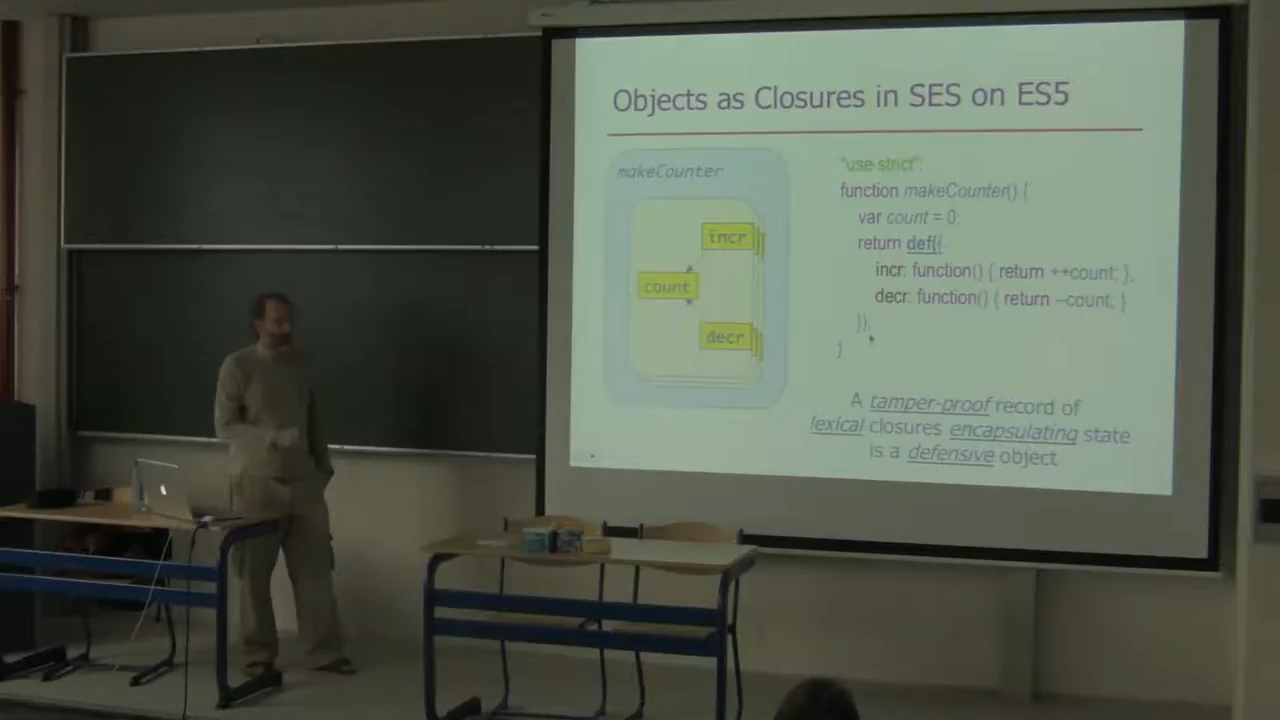 Objects as Closures in SES on ES5
makeCounter
incr
count
decr
"use strict";
function makeCounter() {
var count = 0;
return def({
incr: function() { return ++count; },
decr: function() { return --count; }
});
}
A tamper-proof record of
lexical closures encapsulating state
is a defensive object